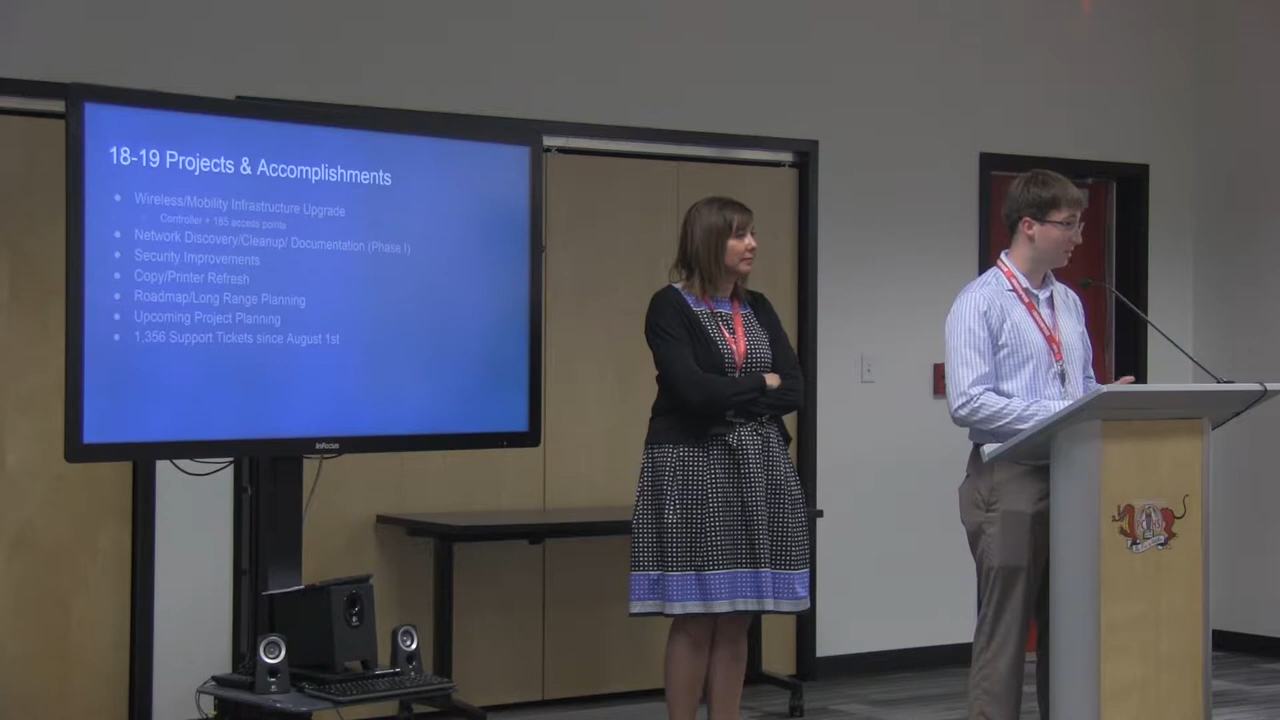 18-19 Projects & Accomplishments
Wireless/Mobility Infrastructure Upgrade
Controller + 185 access points
Network Discovery/Cleanup/ Documentation (Phase I)
Security Improvements
Copy/Printer Refresh
Roadmap/Long Range Planning
Upcoming Project Planning
1,356 Support Tickets since August 1st
InFocus